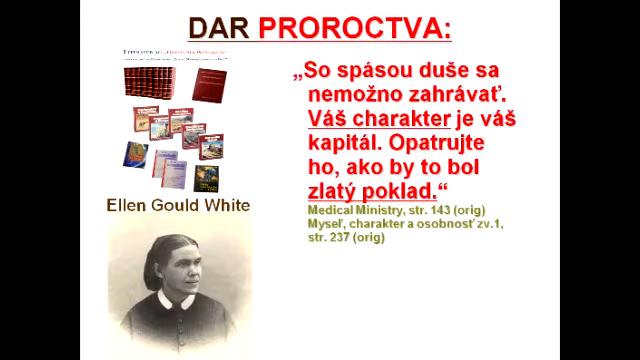 DAR PROROCTVA:
„So spásou duše sa
nemožno zahrávať.
Váš charakter je váš
kapitál. Opatrujte
ho, ako by to bol
zlatý poklad.“
Medical Ministry, str. 143 (orig)
Myseľ, charakter a osobnosť zv.1,
str. 237 (orig)
Ellen Gould White